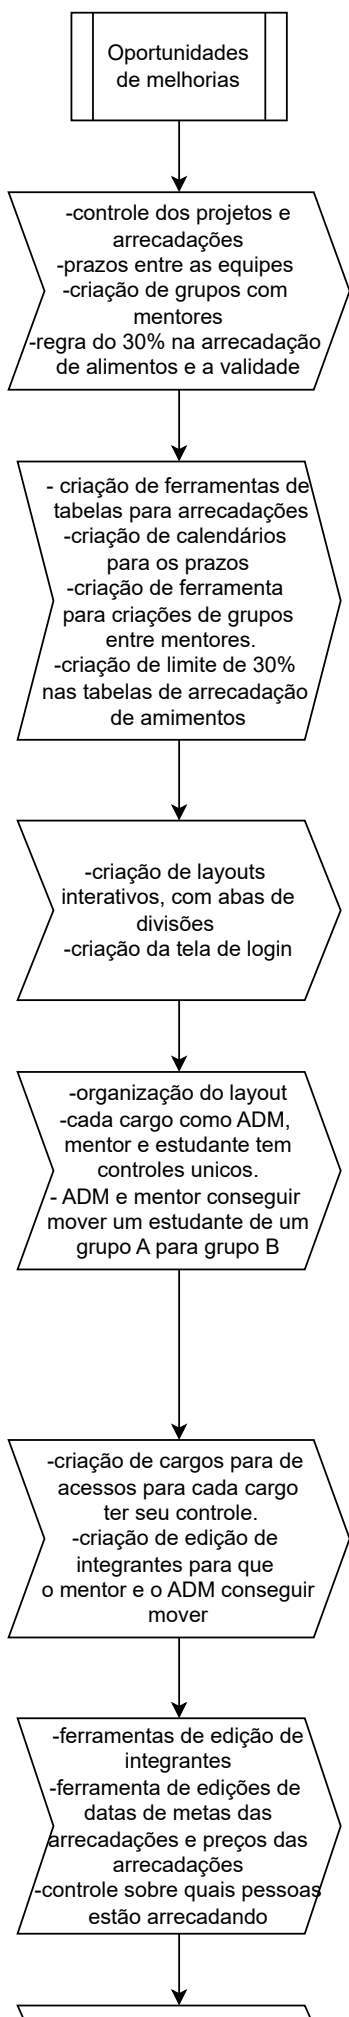 Oportunidades
de melhorias
-controle dos projetos e
arrecadações
-prazos entre as equipes
-criação de grupos com
mentores
-regra do 30% na arrecadação
de alimentos e a validade
- criação de ferramentas de
tabelas para arrecadações
-criação de calendários
para os prazos
-criação de ferramenta
para criações de grupos
entre mentores.
-criação de limite de 30%
nas tabelas de arrecadação
de amimentos
-criação de layouts
interativos, com abas de
divisões
-criação da tela de login
-organização do layout
-cada cargo como ADM,
mentor e estudante tem
controles unicos.
- ADM e mentor conseguir
mover um estudante de um
grupo A para grupo B
-criação de cargos para de
acessos para cada cargo
ter seu controle.
-criação de edição de
integrantes para que
o mentor e o ADM conseguir
mover
-ferramentas de edição de
integrantes
-ferramenta de edições de
datas de metas das
arrecadações e preços das
arrecadações
-controle sobre quais pessoas
estão arrecadando